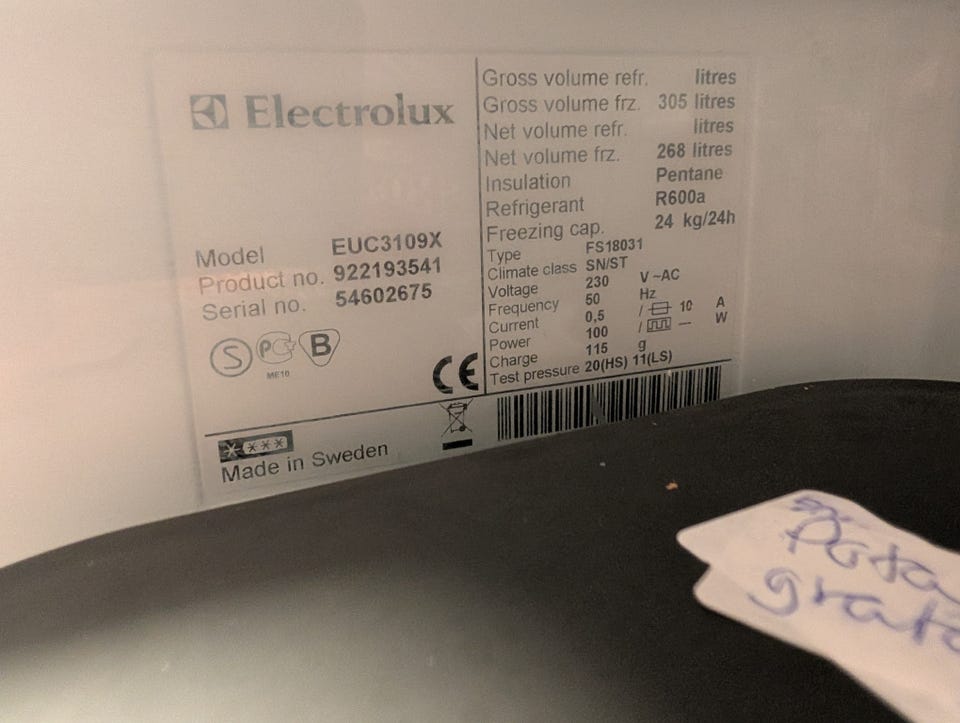 Electrolux
Model EUC3109X
Product no. 922193541
Serial no. 54602675
S PC B
ME10
CE
Made in Sweden
Gross volume refr. litres
Gross volume frz. 305 litres
Net volume refr. litres
Net volume frz. 268 litres
Insulation Pentane
Refrigerant R600a
Freezing cap. 24 kg/24h
Type FS18031
Climate class SN/ST
Voltage 230 V ~AC
Frequency 50 Hz
Current 0,5 / 10 A
Power 100 / — W
Charge 115 g
Test pressure 20(HS) 11(LS)